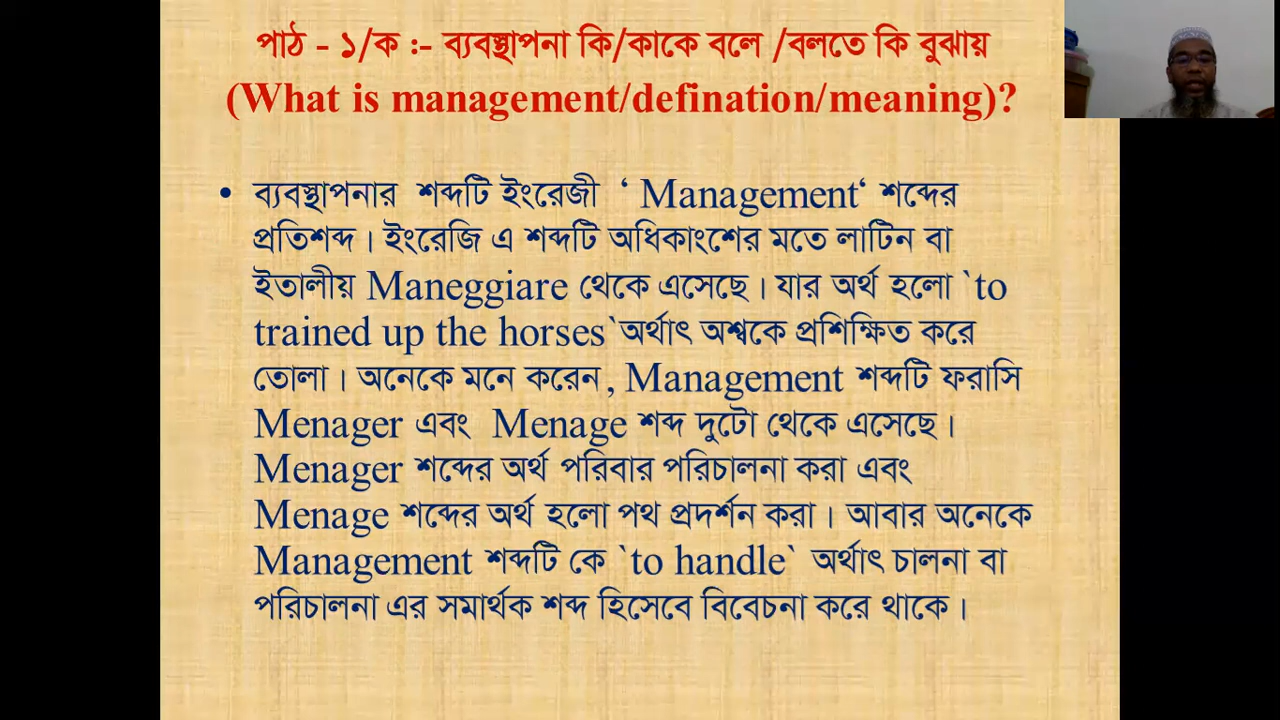 পাঠ - ১/ক :- ব্যবস্থাপনা কি/কাকে বলে /বলতে কি বুঝায়
(What is management/defination/meaning)?
• ব্যবস্থাপনার শব্দটি ইংরেজী ‘ Management‘ শব্দের
প্রতিশব্দ। ইংরেজি এ শব্দটি অধিকাংশের মতে লাটিন বা
ইতালীয় Maneggiare থেকে এসেছে। যার অর্থ হলো `to
trained up the horses`অর্থাৎ অশ্বকে প্রশিক্ষিত করে
তোলা। অনেকে মনে করেন, Management শব্দটি ফরাসি
Menager এবং Menage শব্দ দুটো থেকে এসেছে।
Menager শব্দের অর্থ পরিবার পরিচালনা করা এবং
Menage শব্দের অর্থ হলো পথ প্রদর্শন করা। আবার অনেকে
Management শব্দটি কে `to handle` অর্থাৎ চালনা বা
পরিচালনা এর সমার্থক শব্দ হিসেবে বিবেচনা করে থাকে।